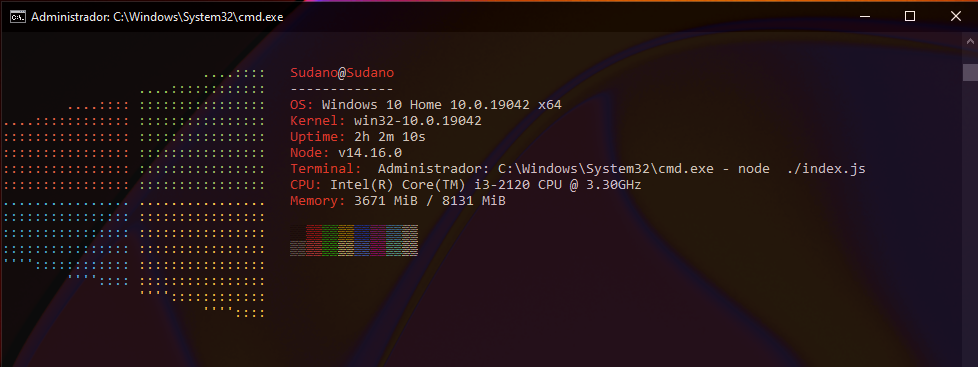 Administrador: C:\Windows\System32\cmd.exe
Sudano@Sudano
-------------
OS: Windows 10 Home 10.0.19042 x64
Kernel: win32-10.0.19042
Uptime: 2h 2m 10s
Node: v14.16.0
Terminal:  Administrador: C:\Windows\System32\cmd.exe - node  ./index.js
CPU: Intel(R) Core(TM) i3-2120 CPU @ 3.30GHz
Memory: 3671 MiB / 8131 MiB